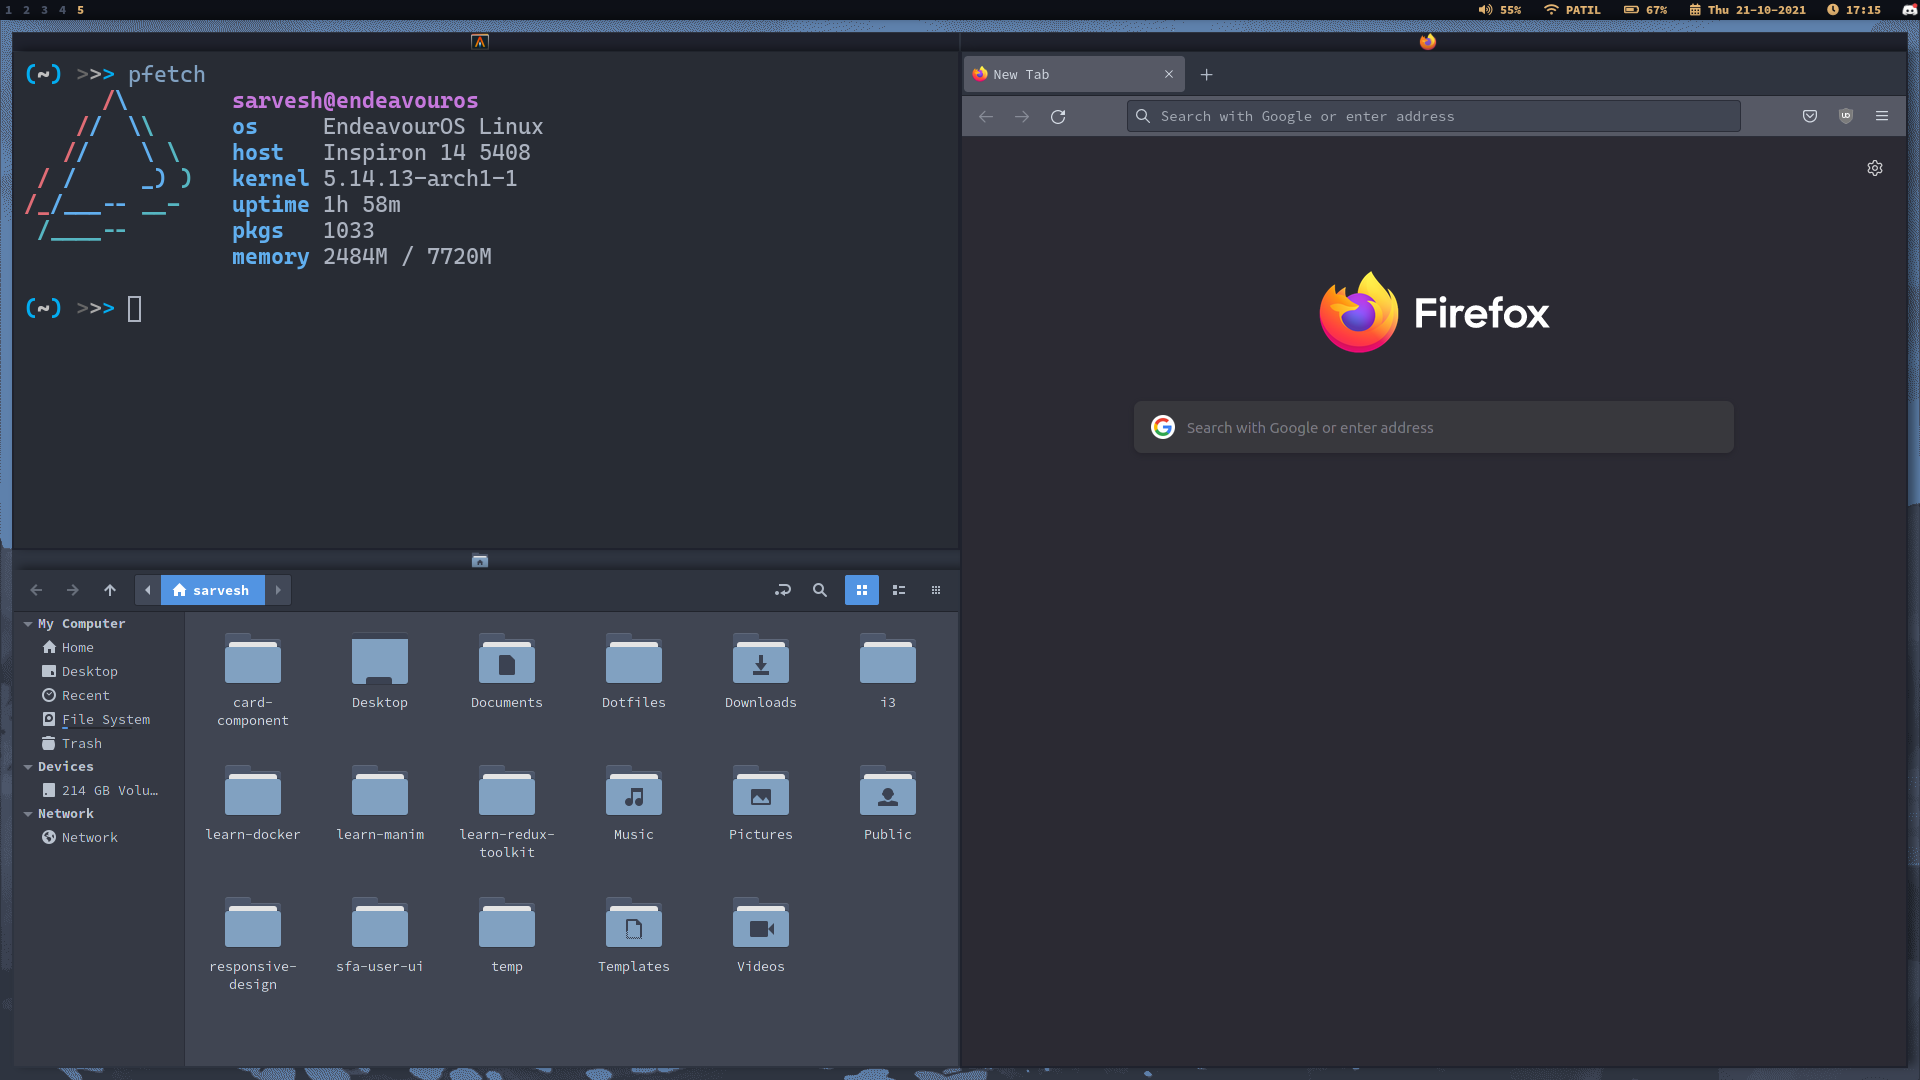 1 2 3 4 5
55% PATIL 67% Thu 21-10-2021 17:15
(~) >>> pfetch
sarvesh@endeavouros
os EndeavourOS Linux
host Inspiron 14 5408
kernel 5.14.13-arch1-1
uptime 1h 58m
pkgs 1033
memory 2484M / 7720M
(~) >>>
sarvesh
My Computer
Home
Desktop
Recent
File System
Trash
Devices
214 GB Volu…
Network
Network
card-
component
Desktop
Documents
Dotfiles
Downloads
i3
learn-docker
learn-manim
learn-redux-
toolkit
Music
Pictures
Public
responsive-
design
sfa-user-ui
temp
Templates
Videos
New Tab
Search with Google or enter address
Firefox
Search with Google or enter address